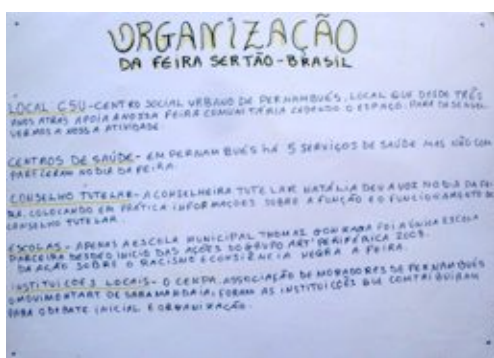 ORGANIZAÇÃO
DA FEIRA SERTÃO-BRASIL
LOCAL CSU-CENTRO SOCIAL URBANO DE PERNAMBUÉS, LOCAL QUE DESDE TRÊS
ANOS ATRAS APOIA A NOSSA FEIRA COMUNITÁRIA CEDENDO O ESPAÇO, PARA DESENVOL
VERMOS A NOSSA ATIVIDADE.
CENTROS DE SAÚDE- EM PERNAMBUÉS HÁ 5 SERVIÇOS DE SAÚDE MAS NÃO COM
PARECERAM NO DIA DA FEIRA.
CONSELHO TUTELAR- A CONSELHEIRA TUTELAR NATÁLIA DEU A VOZ NO DIA DA FEI
RA, COLOCANDO EM PRÁTICA INFORMAÇÕES SOBRE A FUNÇÃO E O FUNCIONAMENTO DO
CONSELHO TUTELAR.
ESCOLAS - APENAS A ESCOLA MUNICIPAL THOMAZ GONZAGA FOI A ÚNICA ESCOLA
PARCEIRA DESDE O INICIO DAS AÇÕES DO GRUPO ART'PERIFÉRICA 2009.
DA AÇÃO SOBRE O RACISMO E CONSIÊNCIA NEGRA A FEIRA.
INSTITUIÇÕES LOCAIS- O CENPA, ASSOCIAÇÃO DE MORADORES DE PERNAMBUÉS
O MOVIMENTART DE SARAMANDAIA, FORAM AS INSTITUIÇÕES QUE CONTRIBUIRAM
PARA O DEBATE INICIAL E ORGANIZAÇÃO.